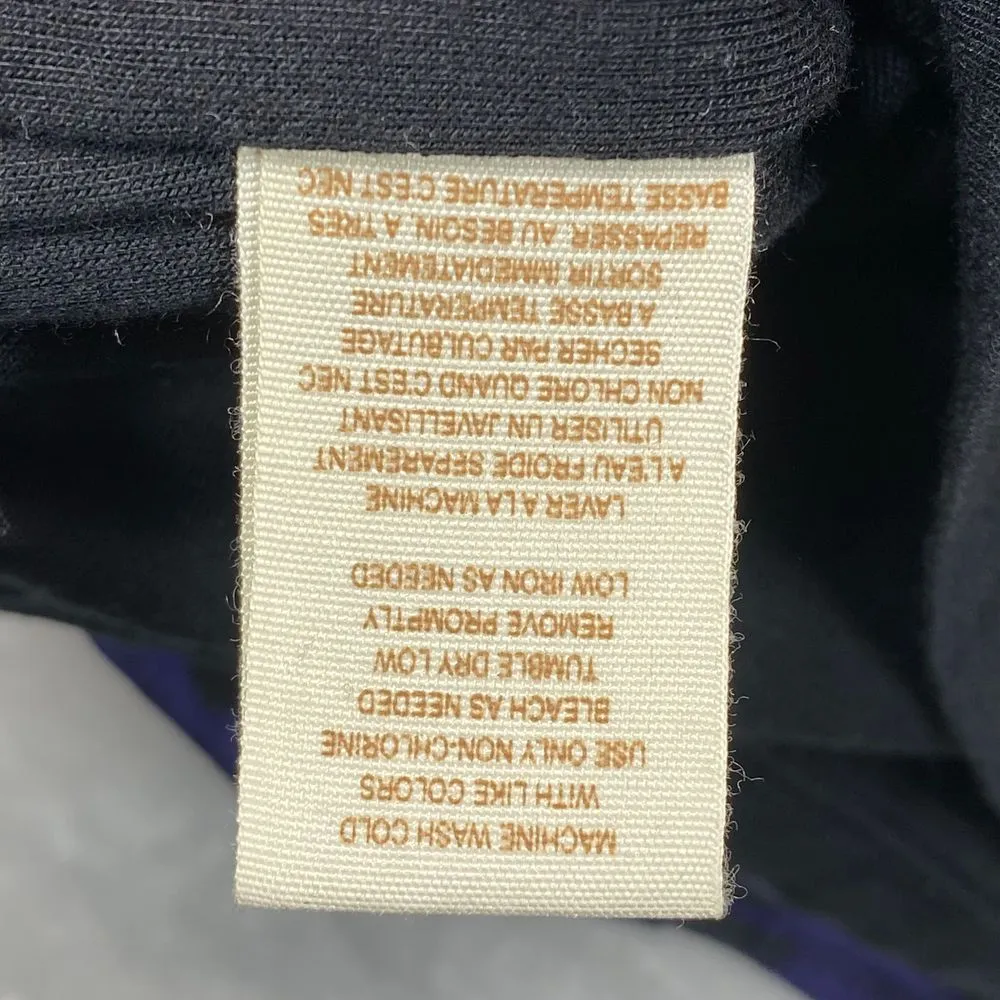 MACHINE WASH COLD
WITH LIKE COLORS
USE ONLY NON-CHLORINE
BLEACH AS NEEDED
TUMBLE DRY LOW
REMOVE PROMPTLY
LOW IRON AS NEEDED
LAVER A LA MACHINE
A L'EAU FROIDE SEPAREMENT
UTILISER UN JAVELLISANT
NON CHLORE QUAND C'EST NEC
SECHER PAR CULBUTAGE
A BASSE TEMPERATURE
SORTIR IMMEDIATEMENT
REPASSER AU BESOIN A TRES
BASSE TEMPERATURE C'EST NEC